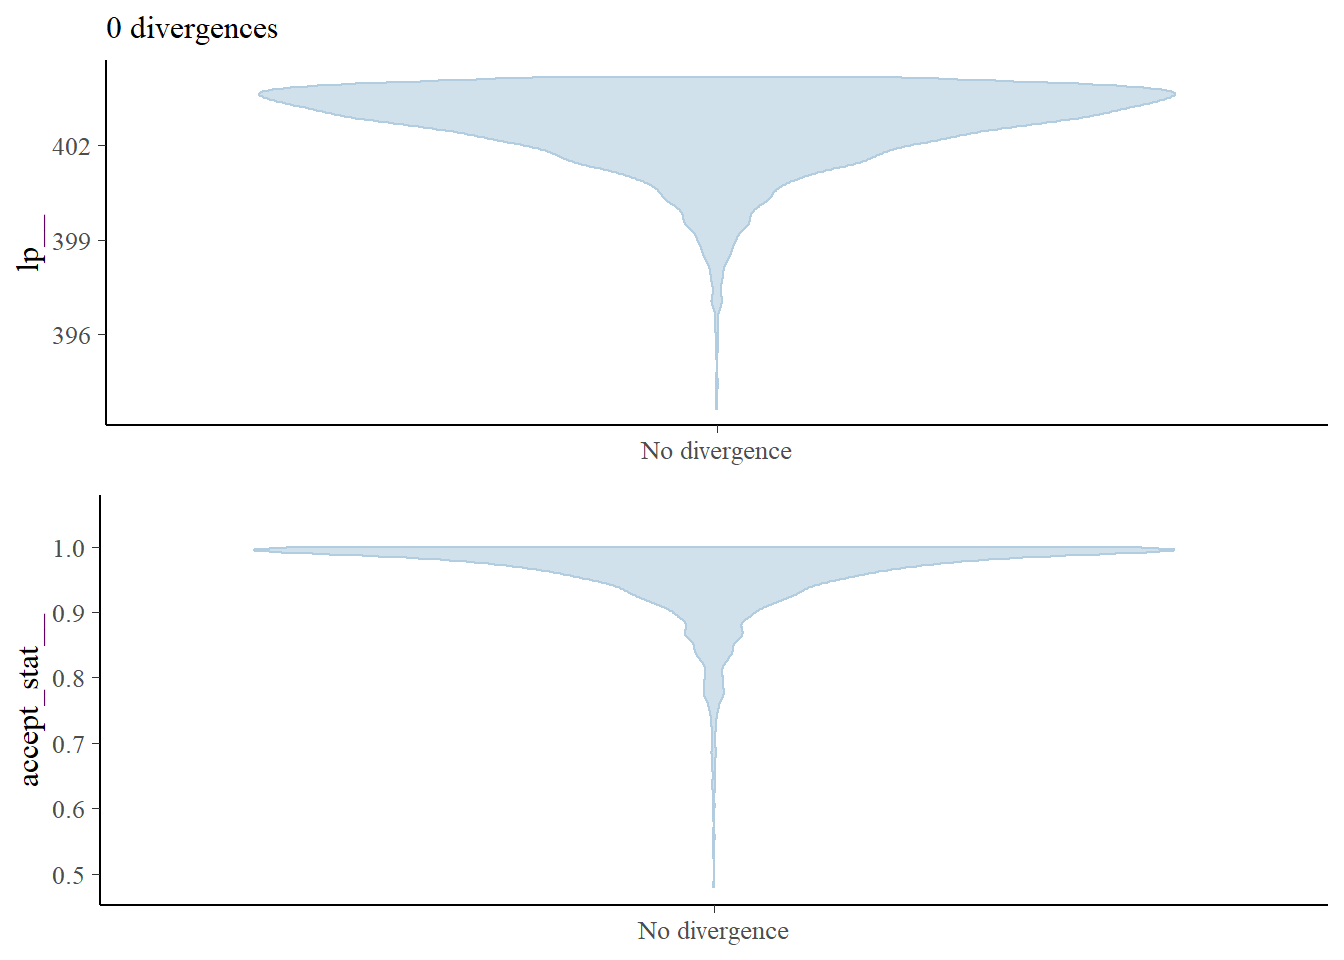 0 divergences
lp__
402
399
396
No divergence
accept_stat__
1.0
0.9
0.8
0.7
0.6
0.5
No divergence